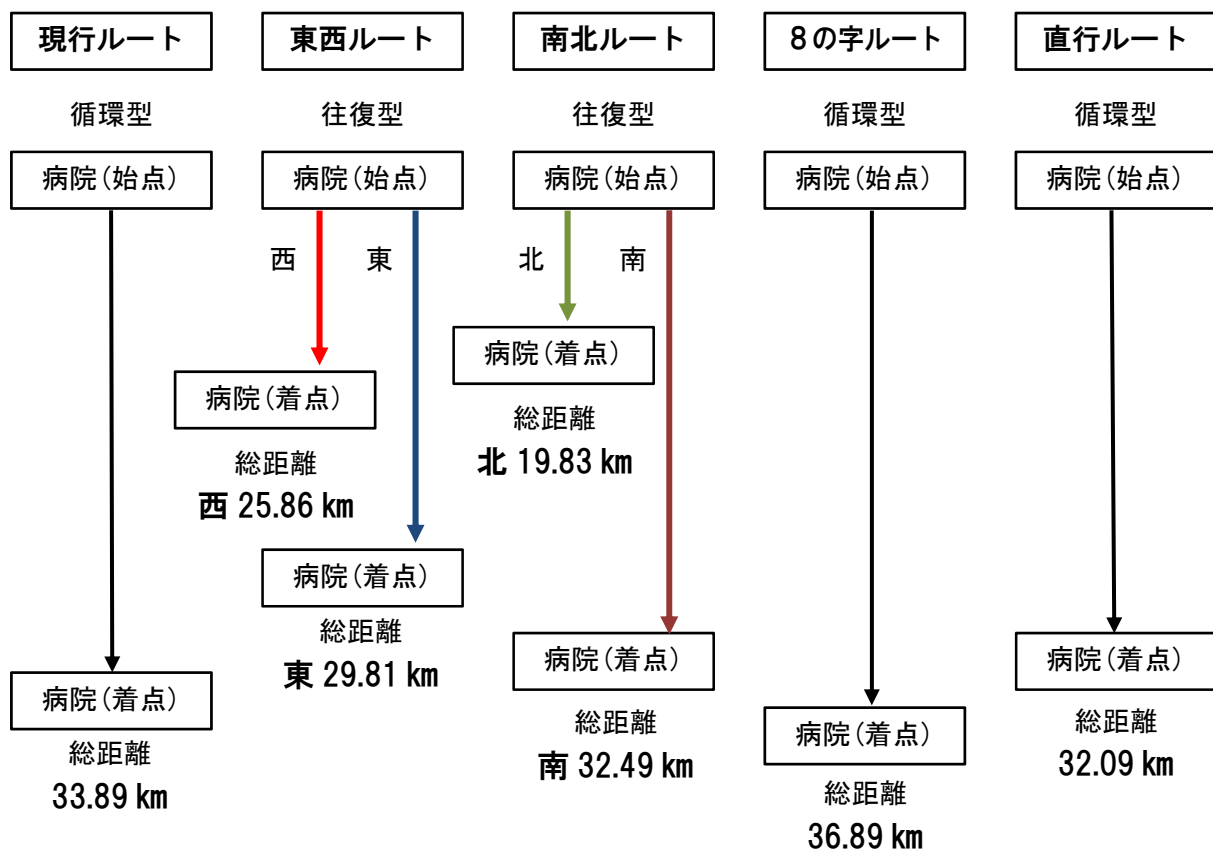 現行ルート
東西ルート
南北ルート
８の字ルート
直行ルート
循環型
往復型
往復型
循環型
循環型
病院(始点)
病院(始点)
病院(始点)
病院(始点)
病院(始点)
西
東
北
南
病院(着点)
総距離
北 19.83 km
病院(着点)
総距離
西 25.86 km
病院(着点)
総距離
東 29.81 km
病院(着点)
総距離
南 32.49 km
病院(着点)
総距離
32.09 km
病院(着点)
総距離
33.89 km
病院(着点)
総距離
36.89 km